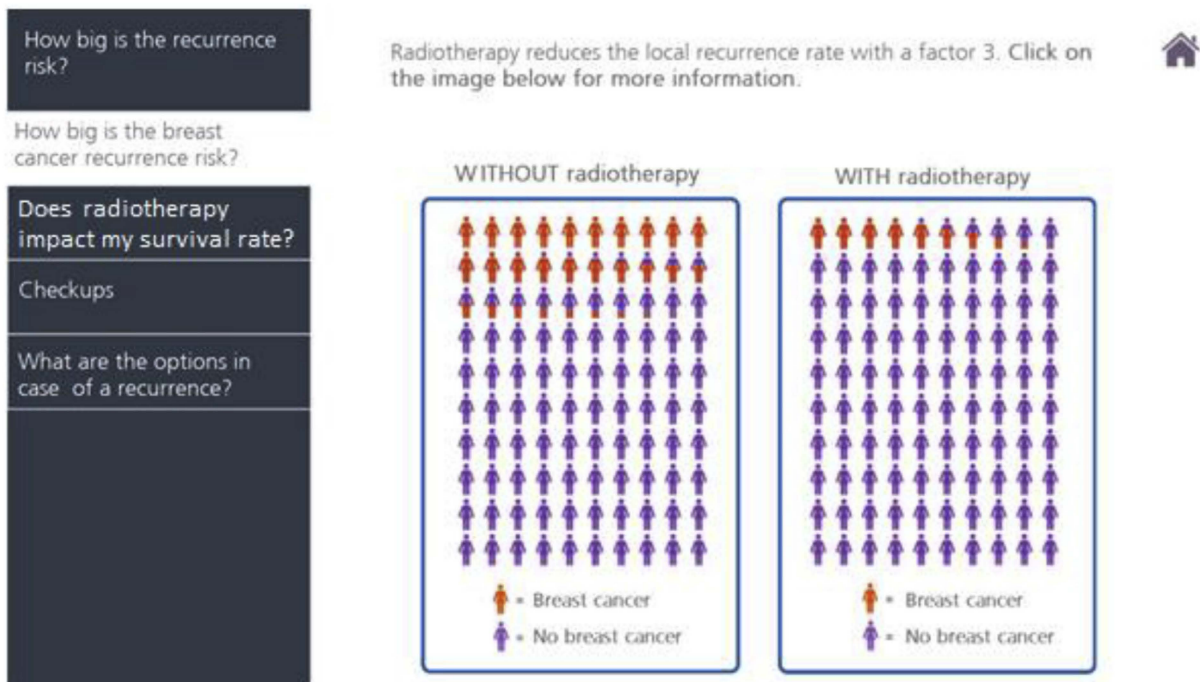 How big is the recurrence
risk?
How big is the breast
cancer recurrence risk?
Does radiotherapy
impact my survival rate?
Checkups
What are the options in
case of a recurrence?
Radiotherapy reduces the local recurrence rate with a factor 3. Click on
the image below for more information.
WITHOUT radiotherapy
= Breast cancer
= No breast cancer
WITH radiotherapy
= Breast cancer
= No breast cancer